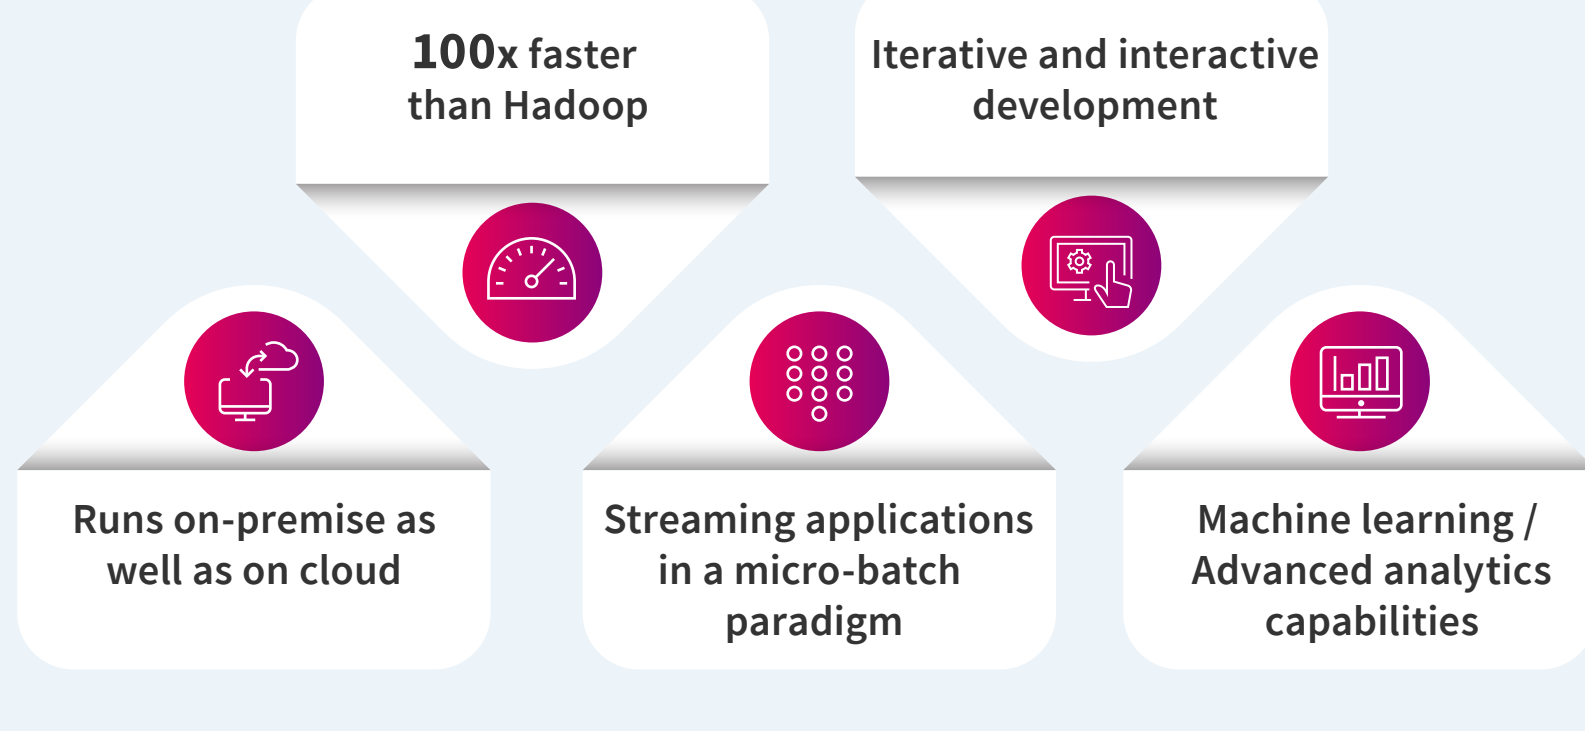 100x faster
than Hadoop
Iterative and interactive
development
Runs on-premise as
well as on cloud
Streaming applications
in a micro-batch
paradigm
Machine learning /
Advanced analytics
capabilities